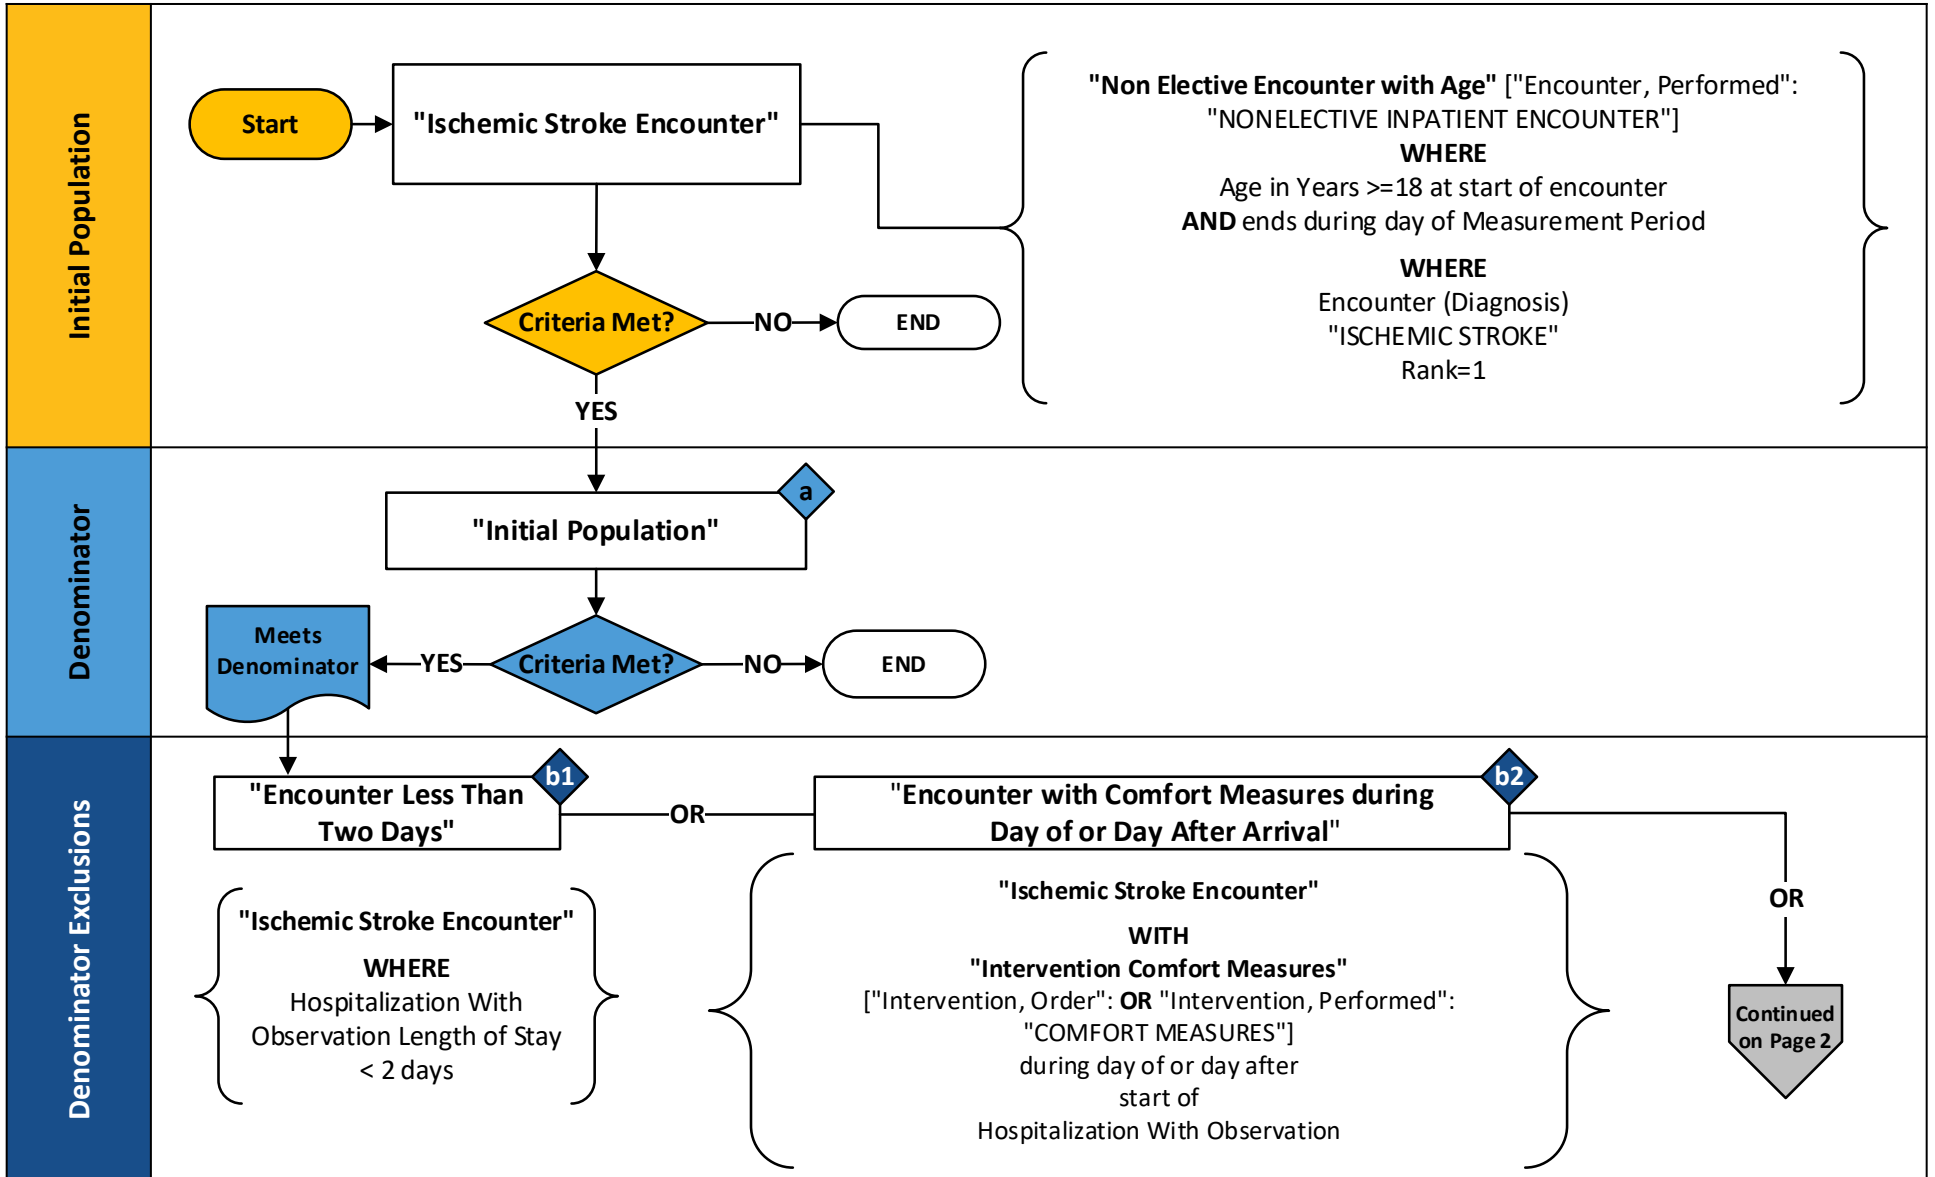 Initial Population
Start
"Ischemic Stroke Encounter"
"Non Elective Encounter with Age" ["Encounter, Performed":
"NONELECTIVE INPATIENT ENCOUNTER"]
WHERE
Age in Years >=18 at start of encounter
AND ends during day of Measurement Period
WHERE
Encounter (Diagnosis)
"ISCHEMIC STROKE"
Rank=1
Criteria Met?
NO
END
YES
Denominator
a
"Initial Population"
Meets
Denominator
YES
Criteria Met?
NO
END
Denominator Exclusions
b1
"Encounter Less Than
Two Days"
OR
b2
"Encounter with Comfort Measures during
Day of or Day After Arrival"
"Ischemic Stroke Encounter"
WHERE
Hospitalization With
Observation Length of Stay
< 2 days
"Ischemic Stroke Encounter"
WITH
"Intervention Comfort Measures"
["Intervention, Order": OR "Intervention, Performed":
"COMFORT MEASURES"]
during day of or day after
start of
Hospitalization With Observation
OR
Continued
on Page 2